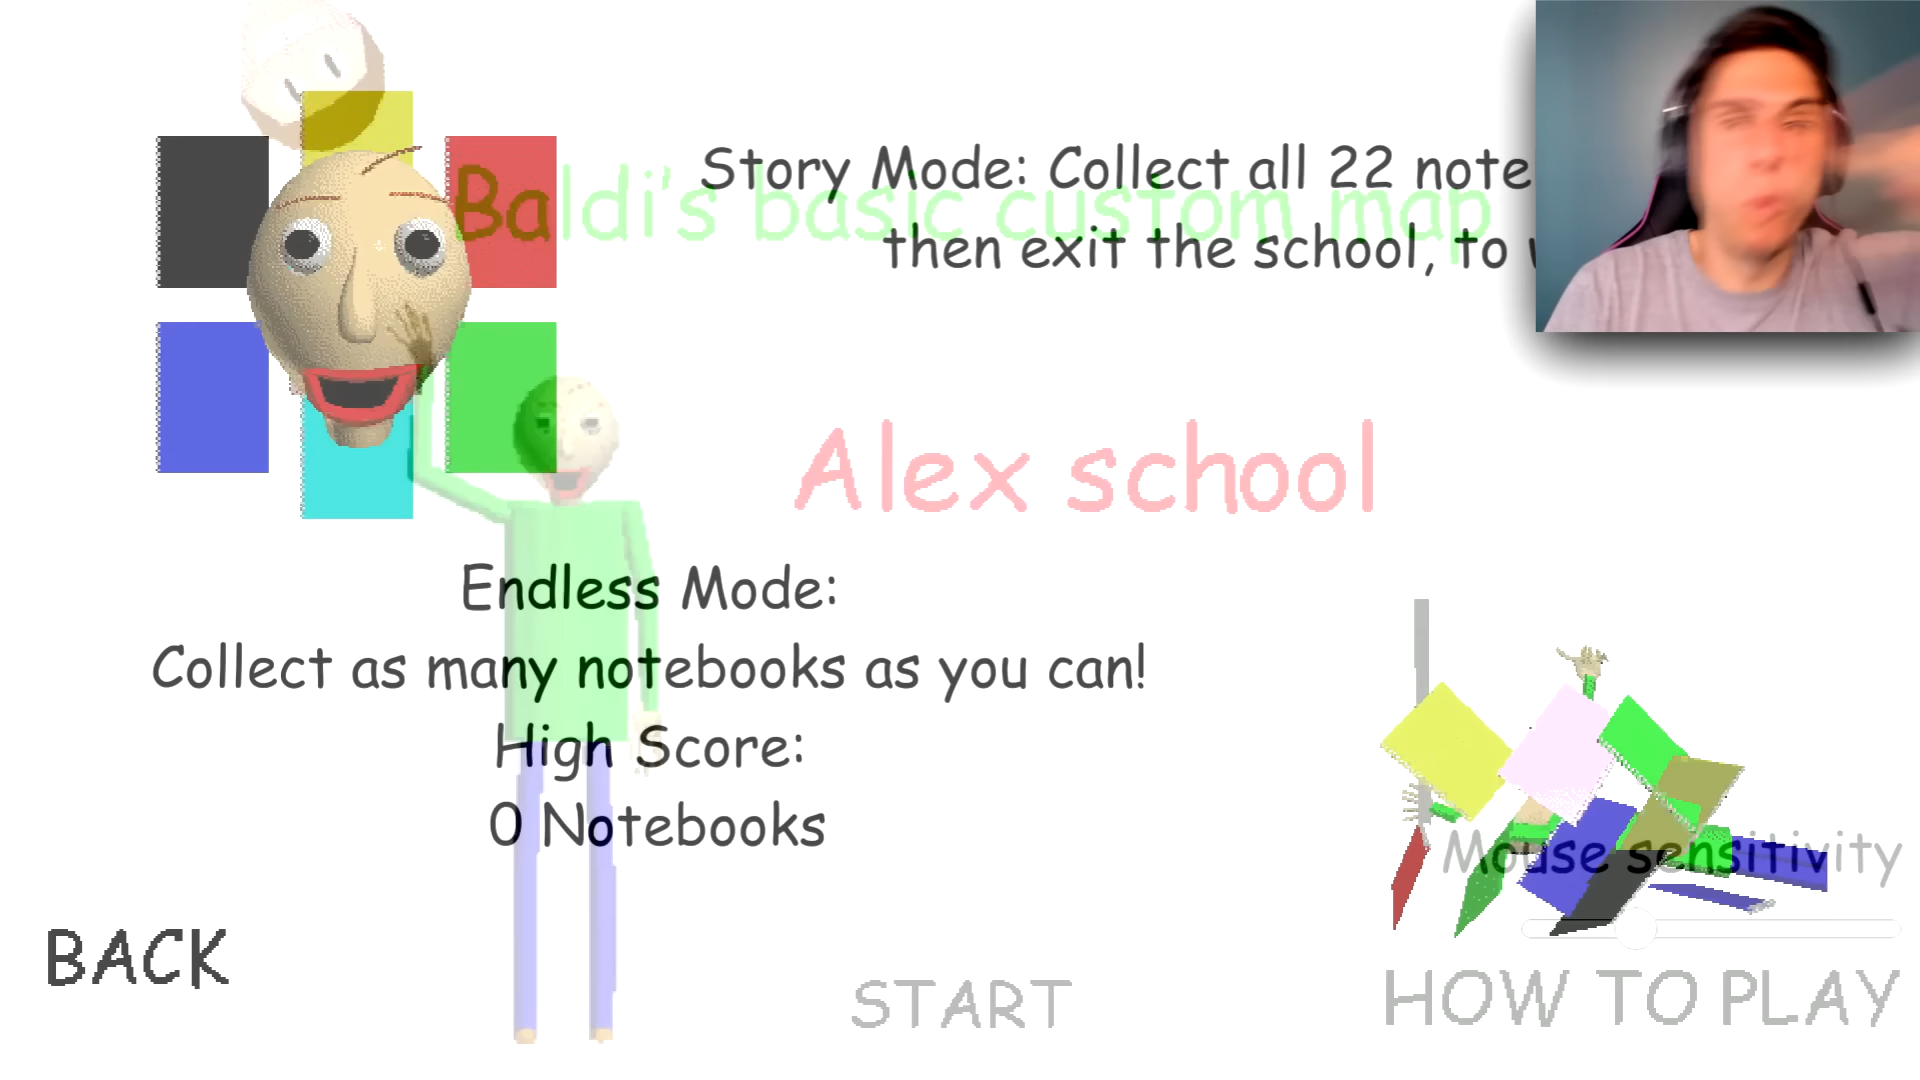 Story Mode: Collect all 22 note
then exit the school, to
Baldi's basic custom map
Alex school
Endless Mode:
Collect as many notebooks as you can!
High Score:
0 Notebooks
Mouse sensitivity
BACK
START
HOW TO PLAY